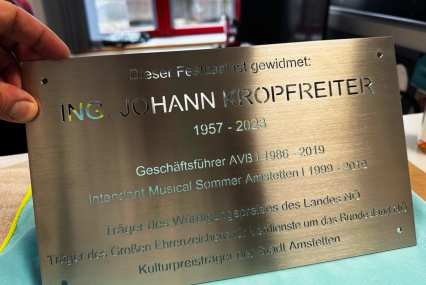 Dieser Festsaal ist gewidmet:
ING. JOHANN KROPFREITER
1957 - 2023
Geschäftsführer AVB I 1986 - 2019
Intendant Musical Sommer Amstetten I 1999 - 2019
Träger des Würdigungspreises des Landes NÖ
Träger des Großen Ehrenzeichens für Verdienste um das Bundesland NÖ
Kulturpreisträger der Stadt Amstetten